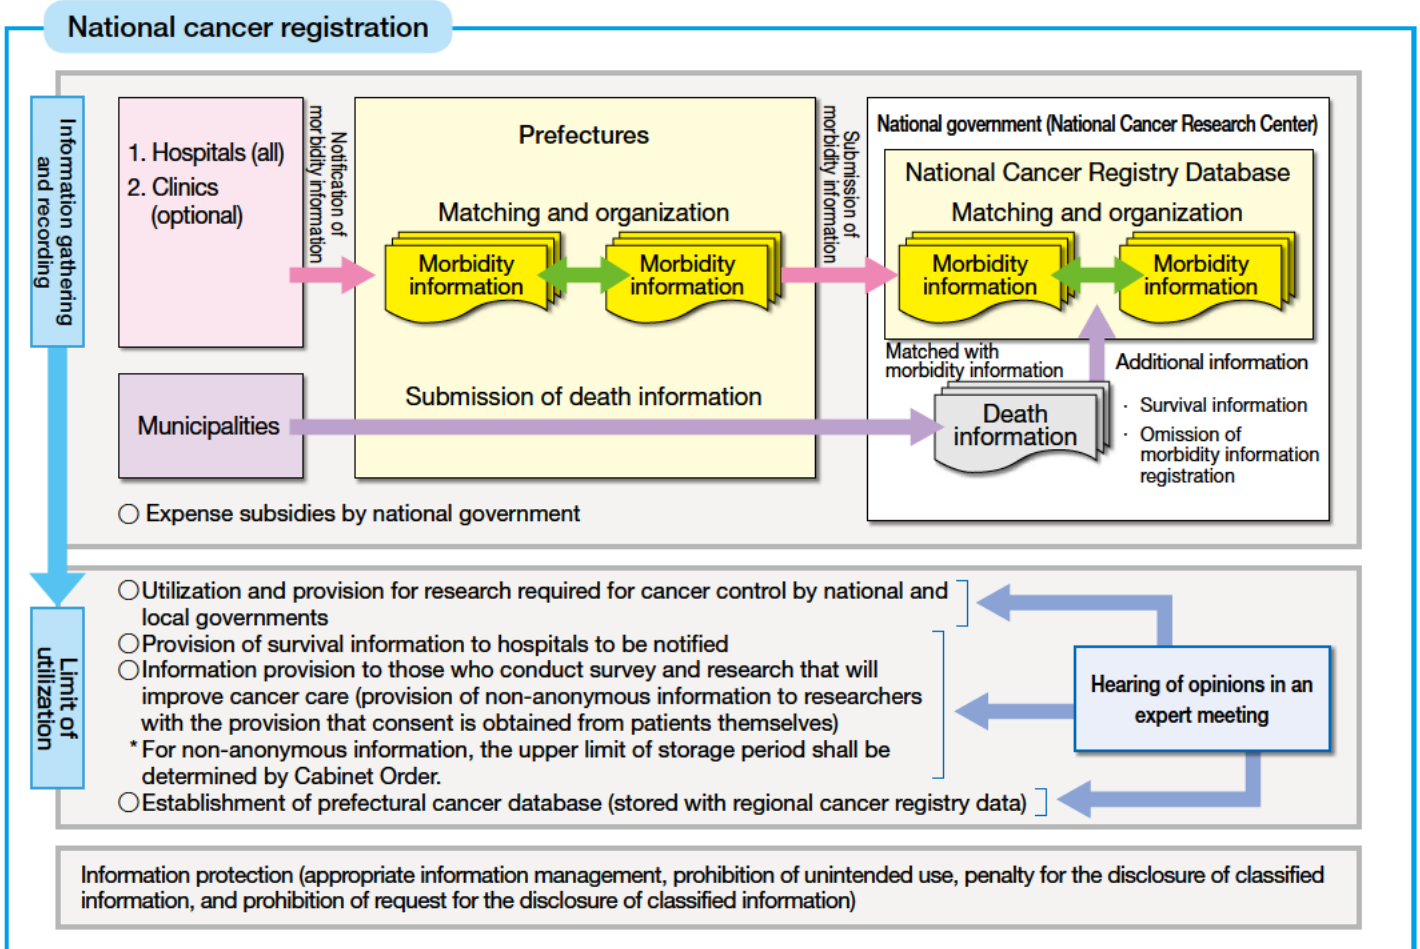 National cancer registration
Information gathering
and recording
1. Hospitals (all)
2. Clinics
(optional)
Notification of
morbidity information
Prefectures
Matching and organization
Morbidity
information
Morbidity
information
Submission of
morbidity information
National government (National Cancer Research Center)
National Cancer Registry Database
Matching and organization
Morbidity
information
Morbidity
information
Matched with
morbidity information
Additional information
· Survival information
· Omission of
morbidity information
registration
Death
information
Municipalities
Submission of death information
○ Expense subsidies by national government
Limit of
utilization
○Utilization and provision for research required for cancer control by national and
local governments
○Provision of survival information to hospitals to be notified
○Information provision to those who conduct survey and research that will
improve cancer care (provision of non-anonymous information to researchers
with the provision that consent is obtained from patients themselves)
* For non-anonymous information, the upper limit of storage period shall be
determined by Cabinet Order.
○Establishment of prefectural cancer database (stored with regional cancer registry data)
Hearing of opinions in an
expert meeting
Information protection (appropriate information management, prohibition of unintended use, penalty for the disclosure of classified
information, and prohibition of request for the disclosure of classified information)